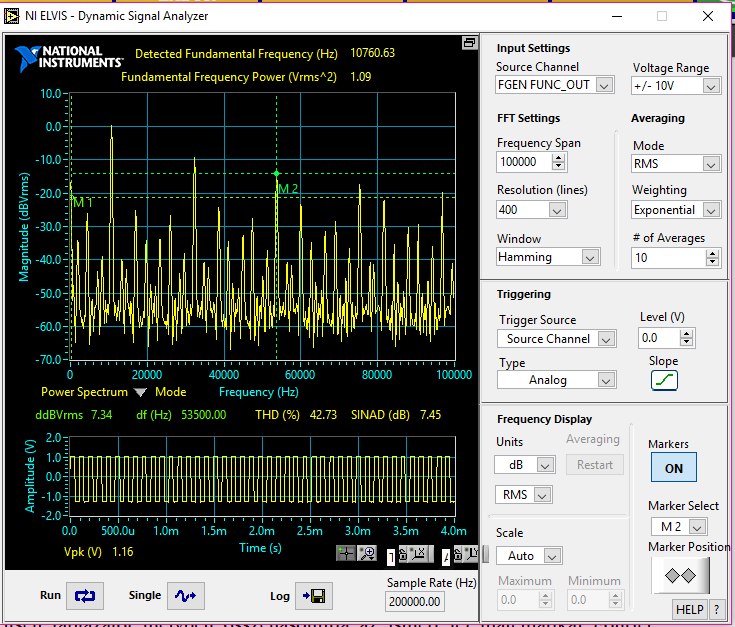 NI ELVIS - Dynamic Signal Analyzer
NATIONAL INSTRUMENTS™
Detected Fundamental Frequency (Hz) 10760.63
Fundamental Frequency Power (Vrms^2) 1.09
Magnitude (dBVrms)
10.0
0.0
-10.0
-20.0
-30.0
-40.0
-50.0
-60.0
-70.0
M 1
M 2
0 20000 40000 60000 80000 100000
Power Spectrum Mode Frequency (Hz)
ddBVrms 7.34 df (Hz) 53500.00 THD (%) 42.73 SINAD (dB) 7.45
Amplitude (V)
2.0
1.0
0.0
-1.0
-2.0
0.0 500.0u 1.0m 1.5m 2.0m 2.5m 3.0m 3.5m 4.0m
Vpk (V) 1.16 Time (s)
Run Single Log
Sample Rate (Hz)
200000.00
Input Settings
Source Channel Voltage Range
FGEN FUNC_OUT +/- 10V
FFT Settings Averaging
Frequency Span Mode
100000 RMS
Resolution (lines) Weighting
400 Exponential
Window # of Averages
Hamming 10
Triggering
Trigger Source Level (V)
Source Channel 0.0
Type Slope
Analog
Frequency Display
Units Averaging Markers
dB Restart ON
RMS
Marker Select
Scale M 2
Auto Marker Position
Maximum Minimum
0.0 0.0
HELP ?